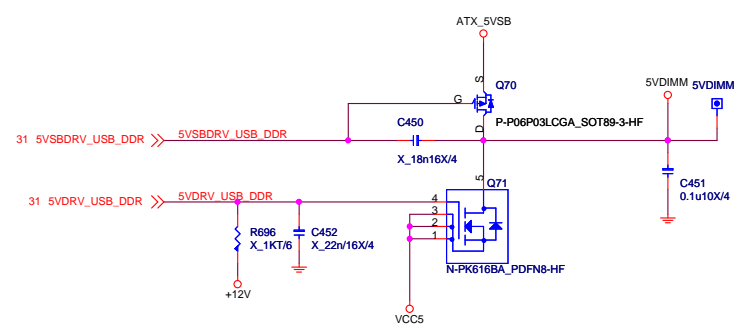 ATX_5VSB
S
Q70
G
5VDIMM
5VDIMM
P-P06P03LCGA_SOT89-3-HF
C450
D
31 5VSBDRV_USB_DDR
5VSBDRV_USB_DDR
X_18n16X/4
5
Q71
C451
0.1u10X/4
31 5VDRV_USB_DDR
5VDRV_USB_DDR
4
3
2
1
R696
X_1KT/6
C452
X_22n/16X/4
N-PK616BA_PDFN8-HF
+12V
VCC5